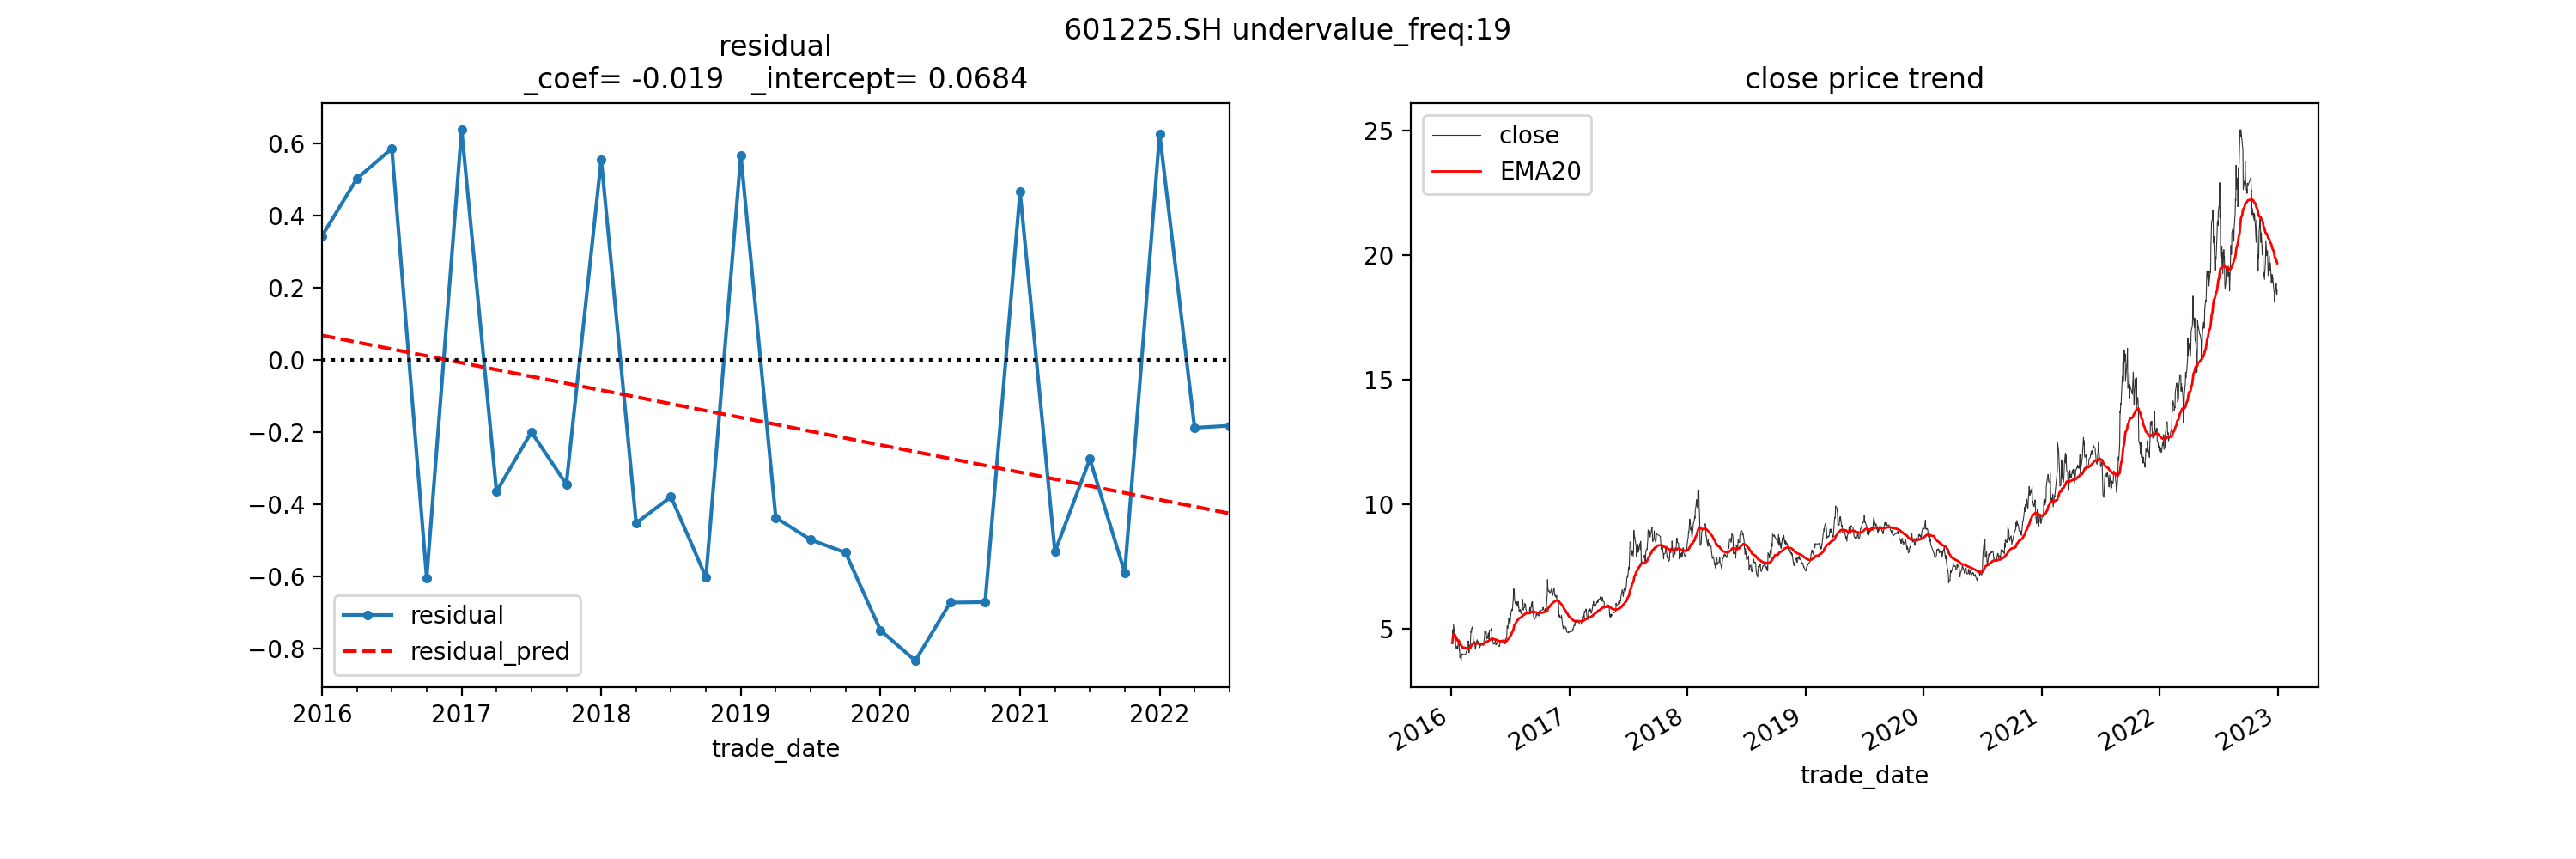 601225.SH undervalue_freq:19
residual
_coef= -0.019 _intercept= 0.0684
0.6
0.4
0.2
0.0
−0.2
−0.4
−0.6
−0.8
residual
residual_pred
2016 2017 2018 2019 2020 2021 2022
trade_date
close price trend
close
EMA20
25
20
15
10
5
2016 2017 2018 2019 2020 2021 2022 2023
trade_date